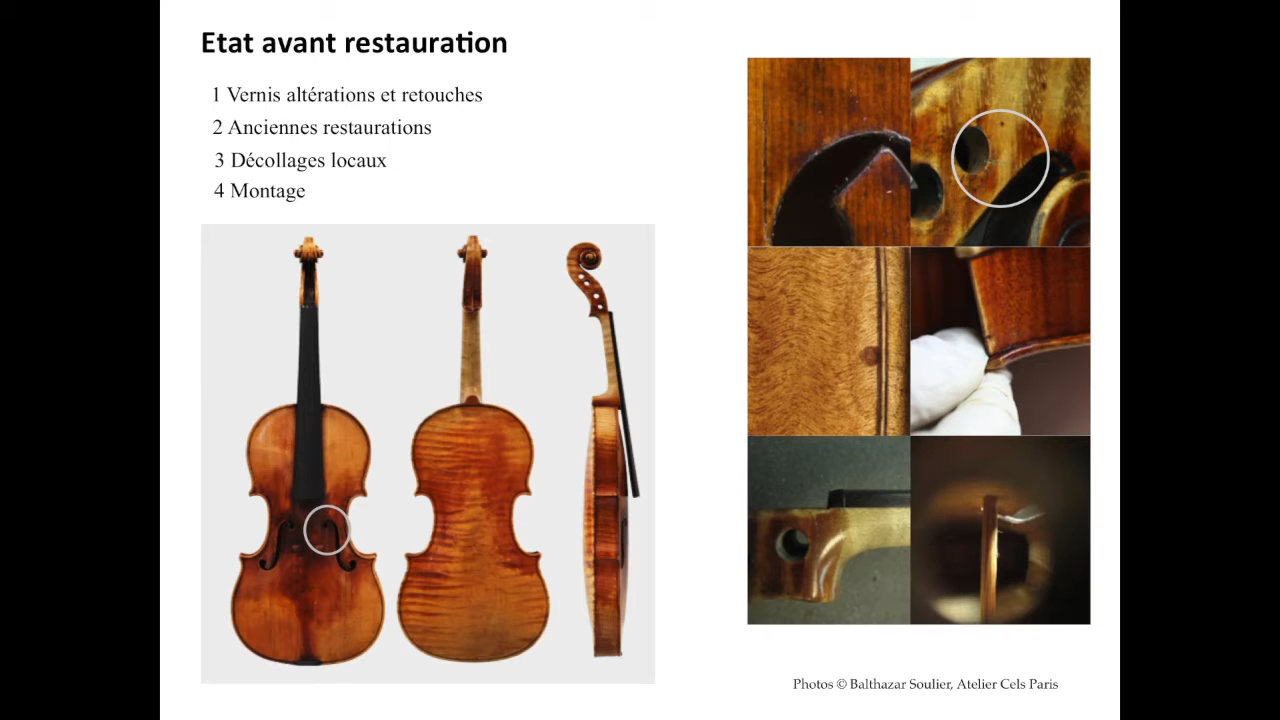 Etat avant restauration
1 Vernis altérations et retouches
2 Anciennes restaurations
3 Décollages locaux
4 Montage
Photos © Balthazar Soulier, Atelier Cels Paris